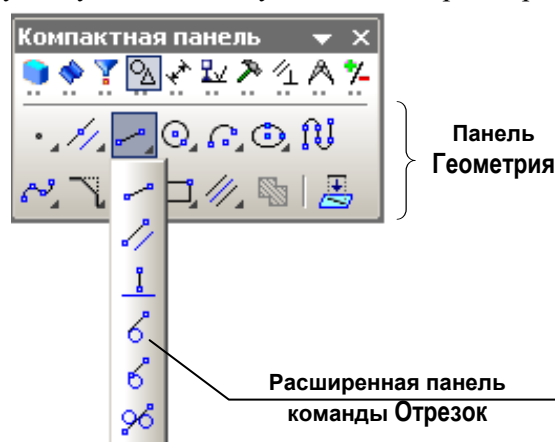 Компактная панель
Панель
Геометрия
Расширенная панель
команды Отрезок